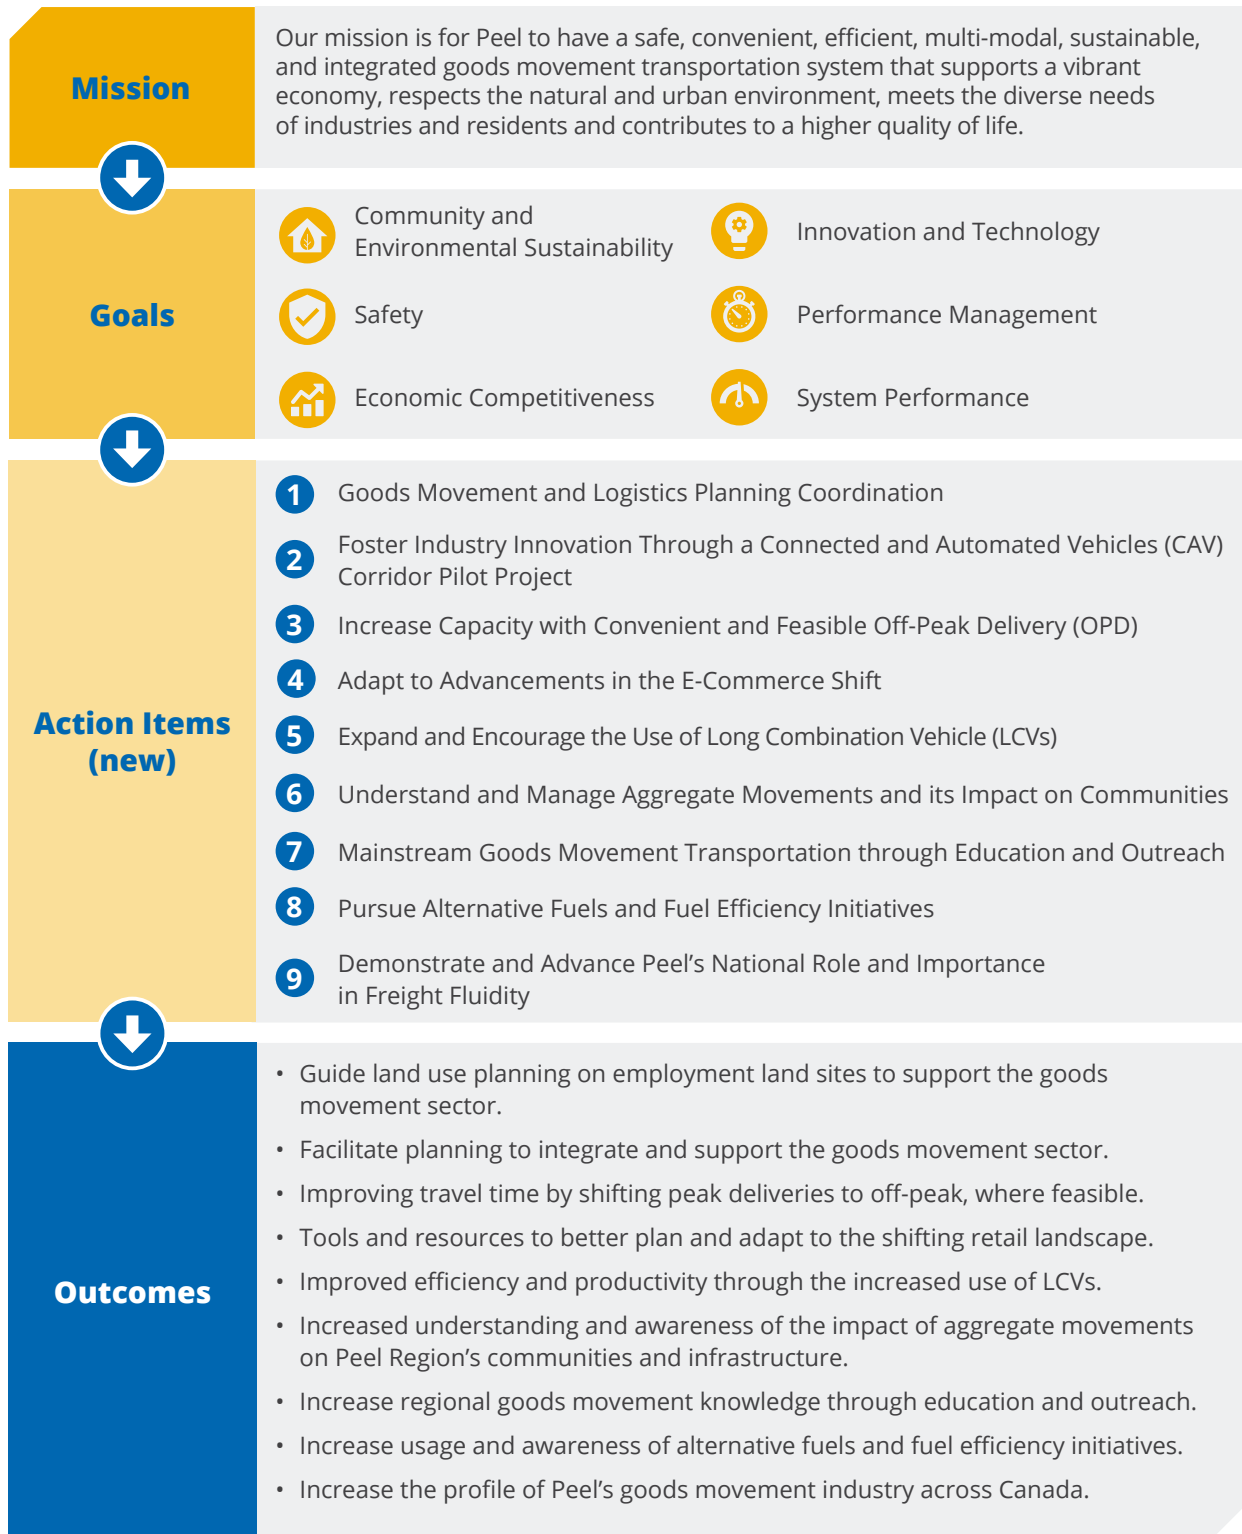 Mission
Our mission is for Peel to have a safe, convenient, efficient, multi-modal, sustainable,
and integrated goods movement transportation system that supports a vibrant
economy, respects the natural and urban environment, meets the diverse needs
of industries and residents and contributes to a higher quality of life.
Goals
Community and
Environmental Sustainability
Innovation and Technology
Safety
Performance Management
Economic Competitiveness
System Performance
Action Items
(new)
1 Goods Movement and Logistics Planning Coordination
2 Foster Industry Innovation Through a Connected and Automated Vehicles (CAV)
Corridor Pilot Project
3 Increase Capacity with Convenient and Feasible Off-Peak Delivery (OPD)
4 Adapt to Advancements in the E-Commerce Shift
5 Expand and Encourage the Use of Long Combination Vehicle (LCVs)
6 Understand and Manage Aggregate Movements and its Impact on Communities
7 Mainstream Goods Movement Transportation through Education and Outreach
8 Pursue Alternative Fuels and Fuel Efficiency Initiatives
9 Demonstrate and Advance Peel's National Role and Importance
in Freight Fluidity
Outcomes
• Guide land use planning on employment land sites to support the goods
movement sector.
• Facilitate planning to integrate and support the goods movement sector.
• Improving travel time by shifting peak deliveries to off-peak, where feasible.
• Tools and resources to better plan and adapt to the shifting retail landscape.
• Improved efficiency and productivity through the increased use of LCVs.
• Increased understanding and awareness of the impact of aggregate movements
on Peel Region's communities and infrastructure.
• Increase regional goods movement knowledge through education and outreach.
• Increase usage and awareness of alternative fuels and fuel efficiency initiatives.
• Increase the profile of Peel's goods movement industry across Canada.